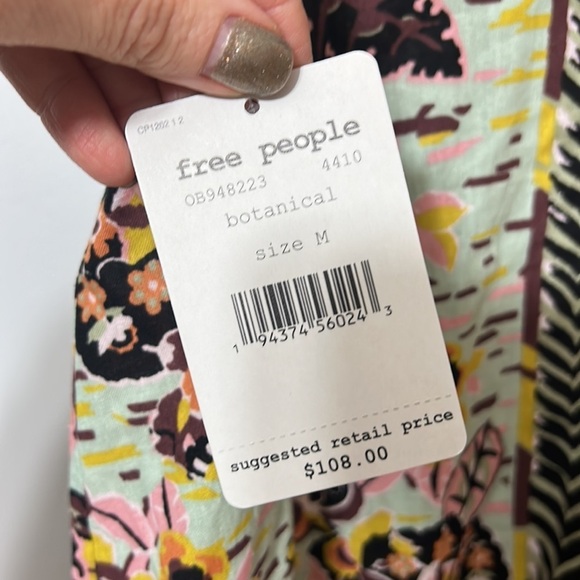 CP120212
free people
OB948223 4410
botanical
size M
1 94374 56024 3
suggested retail price
$108.00